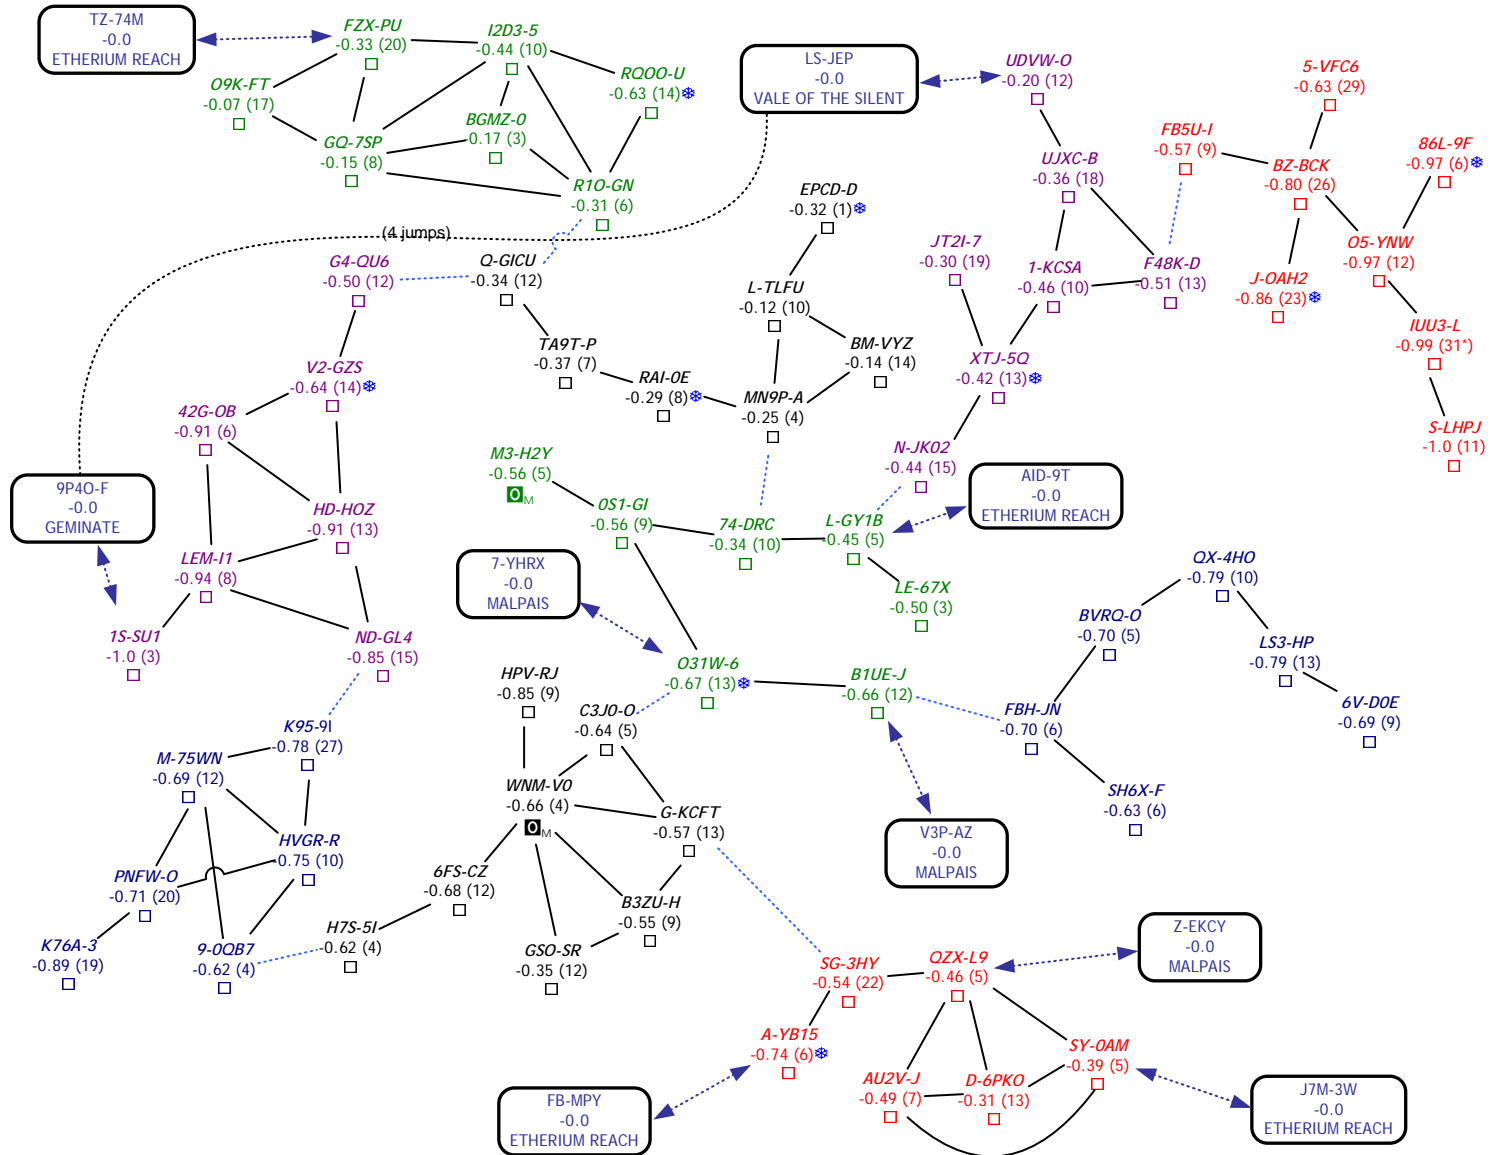 TZ-74M
-0.0
ETHERIUM REACH
FZX-PU
-0.33 (20)
I2D3-5
-0.44 (10)
RQOO-U
-0.63 (14)
O9K-FT
-0.07 (17)
BGMZ-0
0.17 (3)
GQ-7SP
-0.15 (8)
R1O-GN
-0.31 (6)
LS-JEP
-0.0
VALE OF THE SILENT
UDVW-O
-0.20 (12)
5-VFC6
-0.63 (29)
FB5U-I
-0.57 (9)
86L-9F
-0.97 (6)
UJXC-B
-0.36 (18)
BZ-BCK
-0.80 (26)
EPCD-D
-0.32 (1)
(4 jumps)
JT2I-7
-0.30 (19)
O5-YNW
-0.97 (12)
G4-QU6
-0.50 (12)
Q-GICU
-0.34 (12)
L-TLFU
-0.12 (10)
1-KCSA
-0.46 (10)
F48K-D
-0.51 (13)
J-OAH2
-0.86 (23)
IUU3-L
-0.99 (31*)
TA9T-P
-0.37 (7)
BM-VYZ
-0.14 (14)
V2-GZS
-0.64 (14)
RAI-0E
-0.29 (8)
MN9P-A
-0.25 (4)
XTJ-5Q
-0.42 (13)
42G-OB
-0.91 (6)
S-LHPJ
-1.0 (11)
M3-H2Y
-0.56 (5)
0M
N-JK02
-0.44 (15)
9P4O-F
-0.0
GEMINATE
AID-9T
-0.0
ETHERIUM REACH
HD-HOZ
-0.91 (13)
0S1-GI
-0.56 (9)
74-DRC
-0.34 (10)
L-GY1B
-0.45 (5)
LEM-I1
-0.94 (8)
7-YHRX
-0.0
MALPAIS
LE-67X
-0.50 (3)
QX-4HO
-0.79 (10)
1S-SU1
-1.0 (3)
ND-GL4
-0.85 (15)
BVRQ-O
-0.70 (5)
LS3-HP
-0.79 (13)
HPV-RJ
-0.85 (9)
O31W-6
-0.67 (13)
B1UE-J
-0.66 (12)
C3J0-O
-0.64 (5)
FBH-JN
-0.70 (6)
6V-D0E
-0.69 (9)
K95-9I
-0.78 (27)
M-75WN
-0.69 (12)
WNM-V0
-0.66 (4)
0M
G-KCFT
-0.57 (13)
SH6X-F
-0.63 (6)
V3P-AZ
-0.0
MALPAIS
HVGR-R
-0.75 (10)
PNFW-O
-0.71 (20)
6FS-CZ
-0.68 (12)
B3ZU-H
-0.55 (9)
K76A-3
-0.89 (19)
9-0QB7
-0.62 (4)
H7S-5I
-0.62 (4)
GSO-SR
-0.35 (12)
SG-3HY
-0.54 (22)
QZX-L9
-0.46 (5)
Z-EKCY
-0.0
MALPAIS
A-YB15
-0.74 (6)
SY-0AM
-0.39 (5)
AU2V-J
-0.49 (7)
D-6PKO
-0.31 (13)
FB-MPY
-0.0
ETHERIUM REACH
J7M-3W
-0.0
ETHERIUM REACH